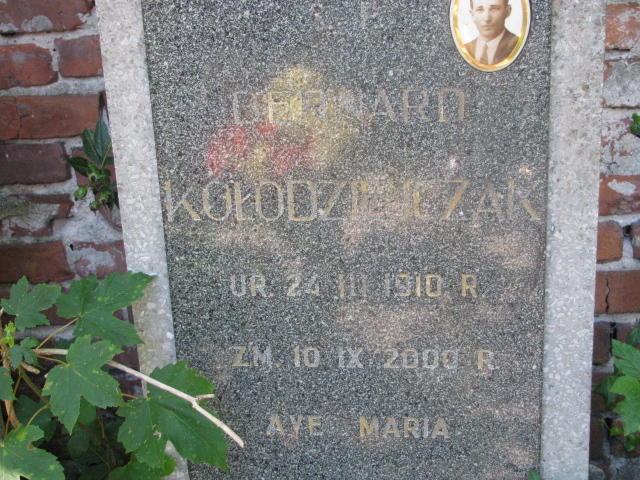 BERNARD
KOŁODZIEJCZAK
UR. 24 III 1910 R.
ZM. 10 IX 2000 R.
AVE MARIA